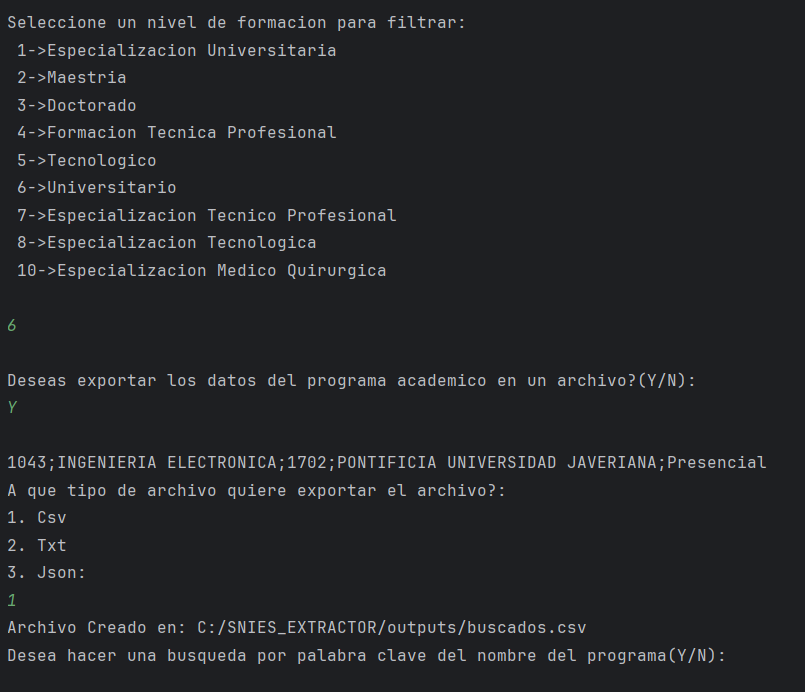 Seleccione un nivel de formacion para filtrar:
1->Especializacion Universitaria
2->Maestria
3->Doctorado
4->Formacion Tecnica Profesional
5->Tecnologico
6->Universitario
7->Especializacion Tecnico Profesional
8->Especializacion Tecnologica
10->Especializacion Medico Quirurgica
6
Deseas exportar los datos del programa academico en un archivo?(Y/N):
Y
1043;INGENIERIA ELECTRONICA;1702;PONTIFICIA UNIVERSIDAD JAVERIANA;Presencial
A que tipo de archivo quiere exportar el archivo?:
1. Csv
2. Txt
3. Json:
1
Archivo Creado en: C:/SNIES_EXTRACTOR/outputs/buscados.csv
Desea hacer una busqueda por palabra clave del nombre del programa(Y/N):